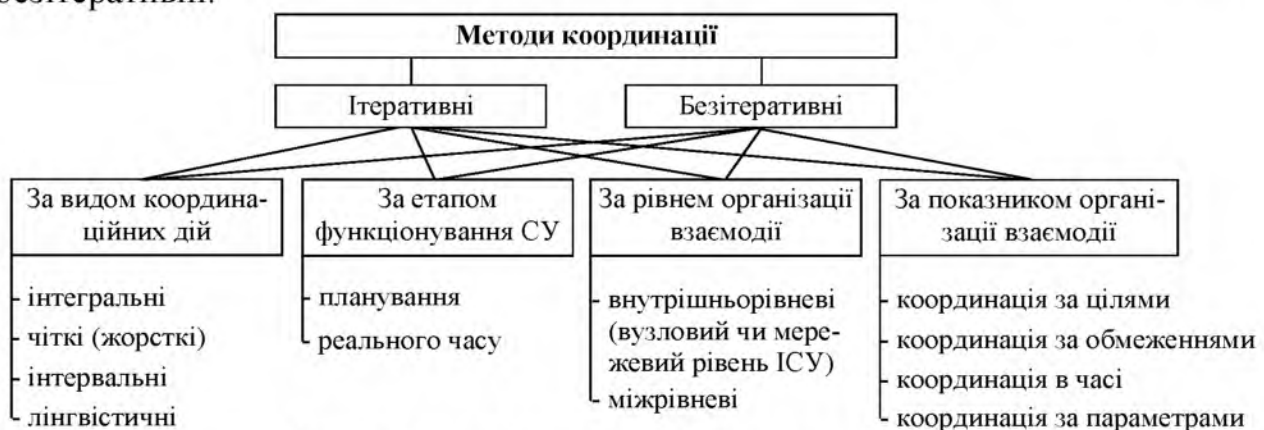 безітеративні.
Методи координації
Ітеративні
Безітеративні
За видом координа-
ційних дій
- інтегральні
- чіткі (жорсткі)
- інтервальні
- лінгвістичні
За етапом
функціонування СУ
- планування
- реального часу
За рівнем організації
взаємодії
- внутрішньорівневі
(вузловий чи мере-
жевий рівень ІСУ)
- міжрівневі
За показником органі-
зації взаємодії
- координація за цілями
- координація за обмеженнями
- координація в часі
- координація за параметрами